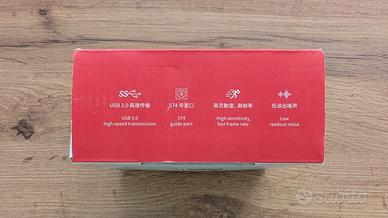 SS
USB 3.0 高速传输
USB 3.0
high speed transmission
ST4 导星口
ST4
guide port
高灵敏度，高帧率
High sensitivity,
fast frame rate
低读出噪声
Low
readout noise
subito